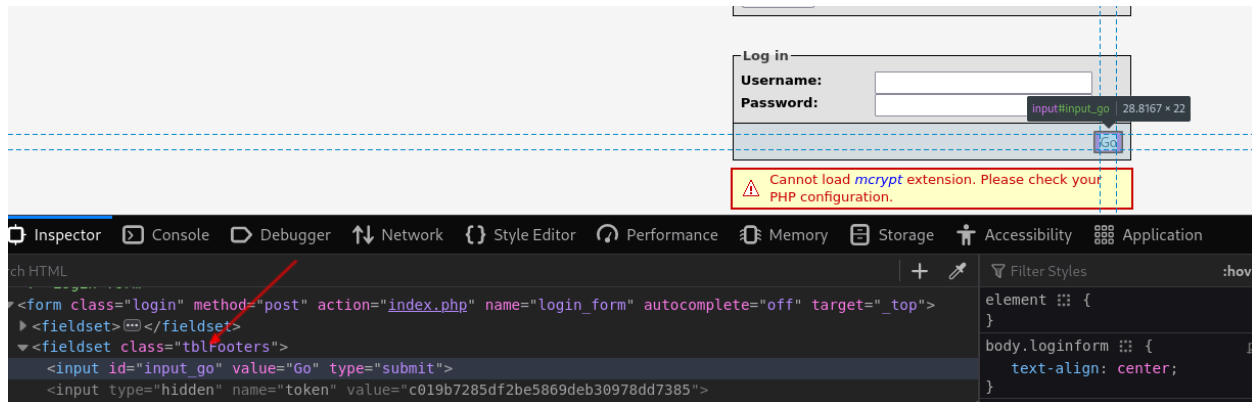 Log in
Username:
Password:
input#input_go | 28.8167 × 22
Go
Cannot load mcrypt extension. Please check your
PHP configuration.
Inspector Console Debugger Network {} Style Editor Performance Memory Storage Accessibility Application
rch HTML
Filter Styles :hov
<form class="login" method="post" action="index.php" name="login_form" autocomplete="off" target="_top">
element {
<fieldset>
</fieldset>
}
<fieldset class="tblFooters">
body.loginform {
<input id="input_go" value="Go" type="submit">
text-align: center;
<input type="hidden" name="token" value="c019b7285df2be5869deb30978dd7385">
}